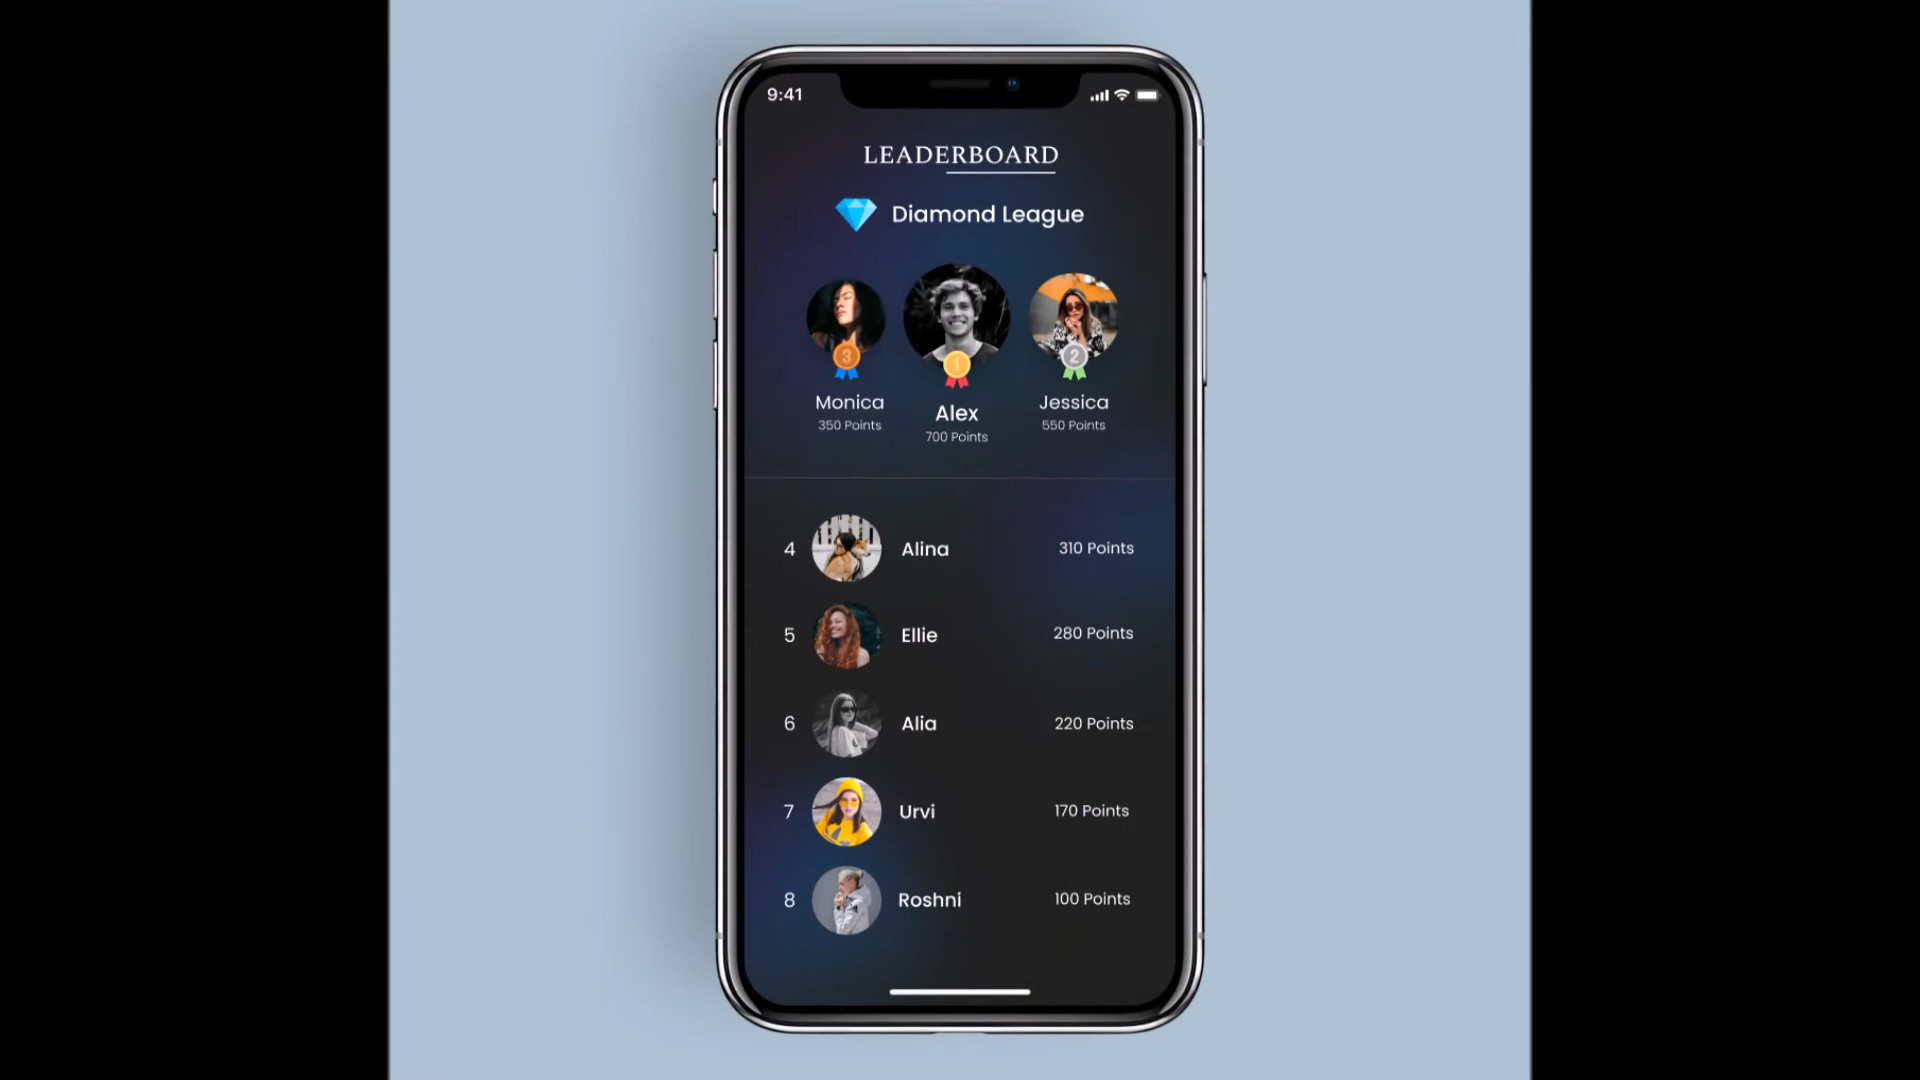 9:41
LEADERBOARD
Diamond League
3
1
2
Monica
Alex
Jessica
350 Points
700 Points
550 Points
4 Alina 310 Points
5 Ellie 280 Points
6 Alia 220 Points
7 Urvi 170 Points
8 Roshni 100 Points